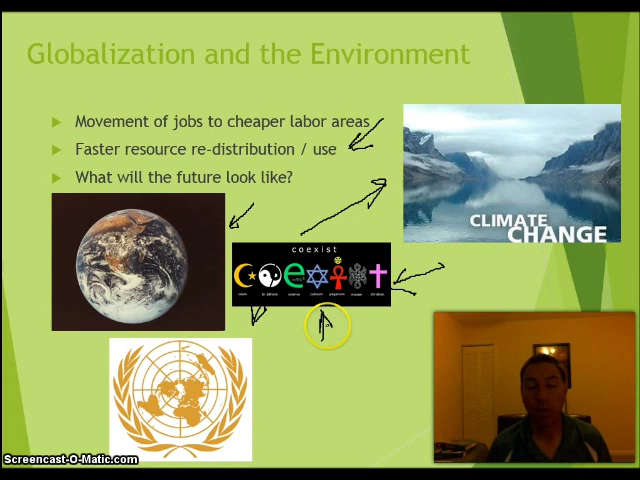 Globalization and the Environment
Movement of jobs to cheaper labor areas
Faster resource re-distribution / use
What will the future look like?
CLIMATE
CHANGE
coexist
coexist
Screencast-O-Matic.com